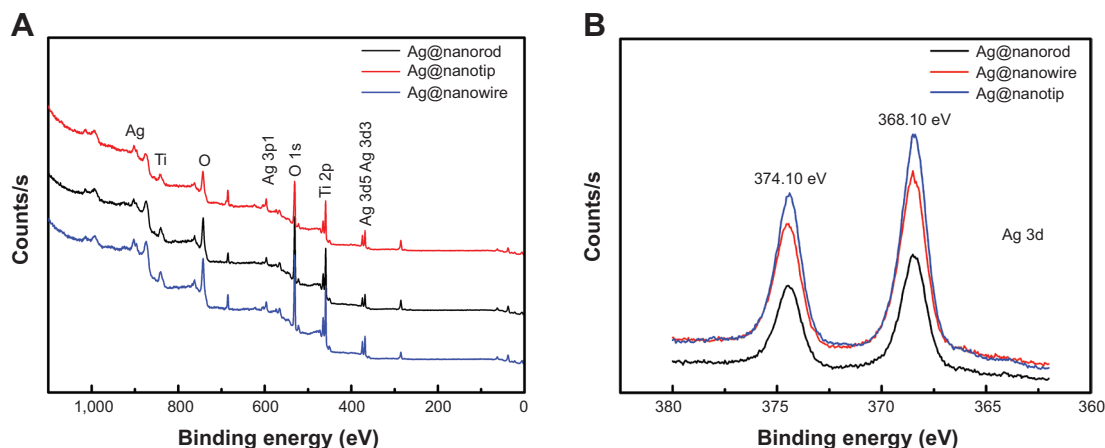 A
Ag@nanorod
Ag@nanotip
Ag@nanowire
Ag
Ti
O
Ag 3p1
O 1s
Ti 2p
Ag 3d5 Ag 3d3
Counts/s
1,000
800
600
400
200
0
Binding energy (eV)
B
Ag@nanorod
Ag@nanowire
Ag@nanotip
368.10 eV
374.10 eV
Ag 3d
Counts/s
380
375
370
365
360
Binding energy (eV)